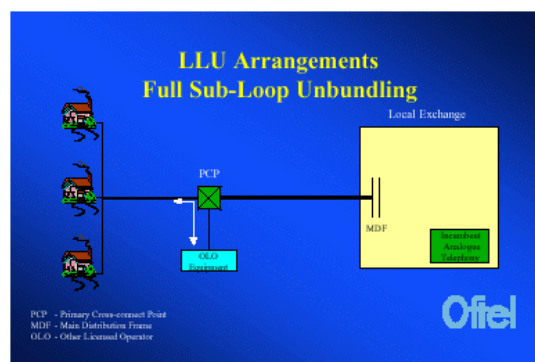 LLU Arrangements
Full Sub-Loop Unbundling
Local Exchange
PCP
MDF
OLO
Equipment
Incumbent
Analogue
Telephony
PCP - Primary Cross-connect Point
MDF - Main Distribution Frame
OLO - Other Licensed Operator
Oftel